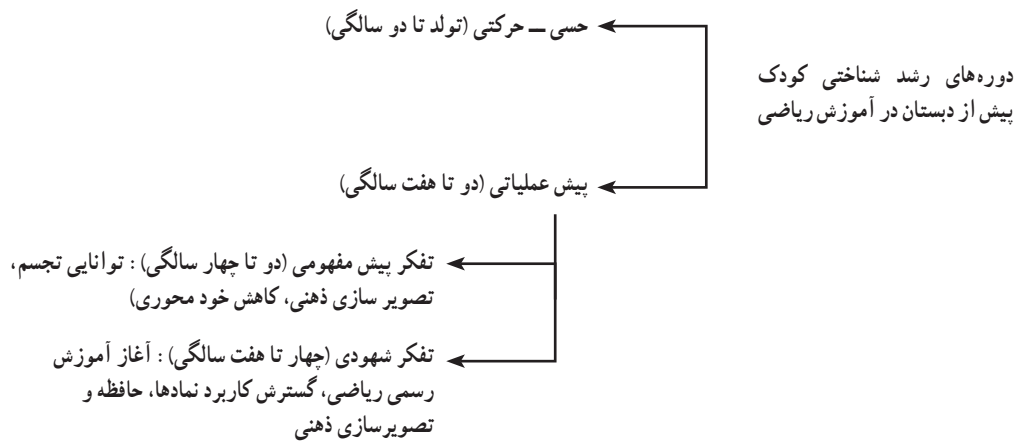 دوره‌های رشد شناختی کودک
پیش از دبستان در آموزش ریاضی
حسی ــ حرکتی (تولد تا دو سالگی)
پیش عملیاتی (دو تا هفت سالگی)
تفکر پیش مفهومی (دو تا چهار سالگی) : توانایی تجسم،
تصویر سازی ذهنی، کاهش خود محوری)
تفکر شهودی (چهار تا هفت سالگی) : آغاز آموزش
رسمی ریاضی، گسترش کاربرد نمادها، حافظه و
تصویرسازی ذهنی